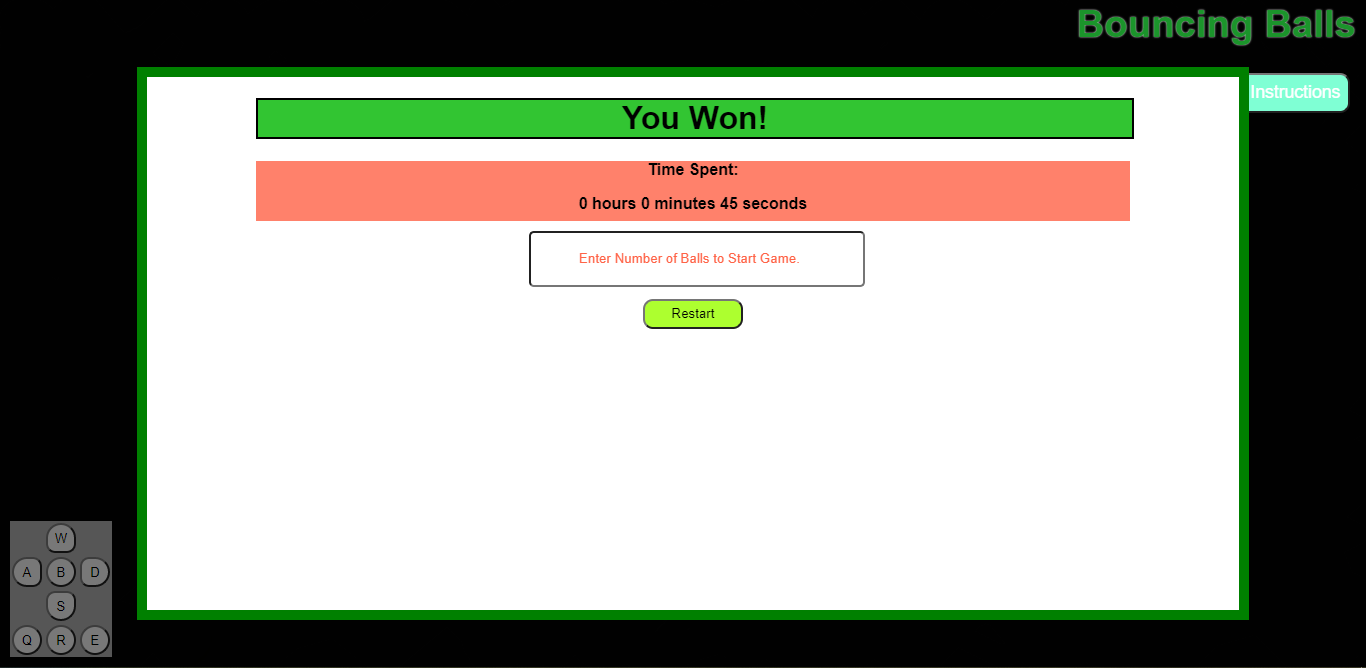 Bouncing Balls
Instructions
You Won!
Time Spent:
0 hours 0 minutes 45 seconds
Enter Number of Balls to Start Game.
Restart
W
A B D
S
Q R E